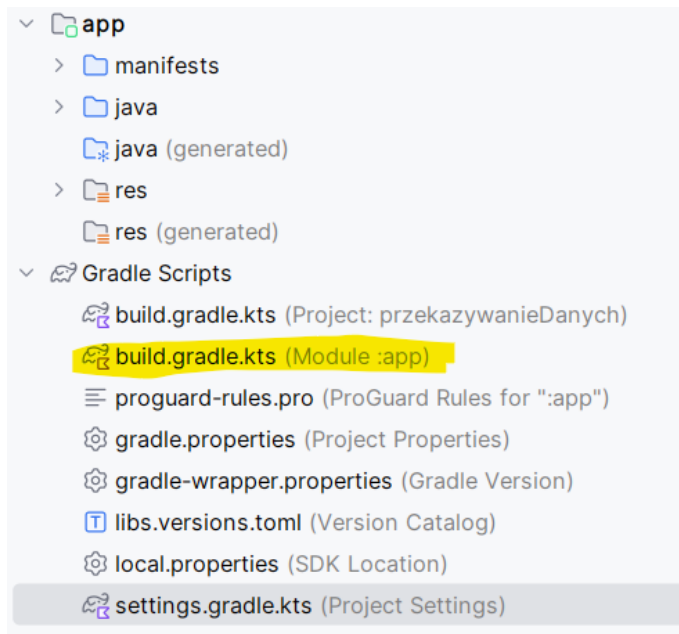 app
manifests
java
java (generated)
res
res (generated)
Gradle Scripts
build.gradle.kts (Project: przekazywanieDanych)
build.gradle.kts (Module :app)
proguard-rules.pro (ProGuard Rules for ":app")
gradle.properties (Project Properties)
gradle-wrapper.properties (Gradle Version)
libs.versions.toml (Version Catalog)
local.properties (SDK Location)
settings.gradle.kts (Project Settings)